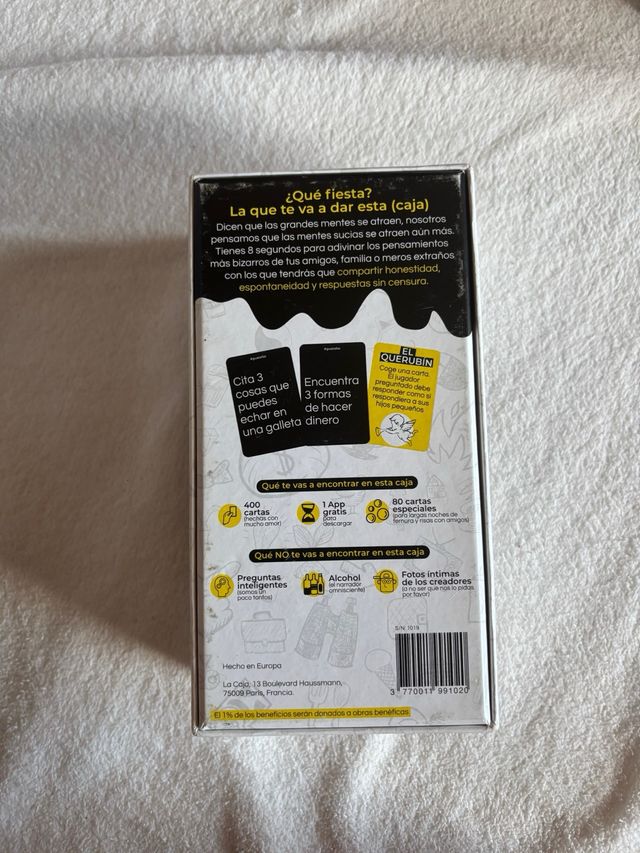 ¿Qué fiesta?
La que te va a dar esta (caja)
Dicen que las grandes mentes se atraen, nosotros
pensamos que las mentes sucias se atraen aún más.
Tienes 8 segundos para adivinar los pensamientos
más bizarros de tus amigos, familia o meros extraños
con los que tendrás que compartir honestidad,
espontaneidad y respuestas sin censura.
Cita 3
cosas que
puedes
echar en
una galleta
Encuentra
3 formas
de hacer
dinero
EL
QUERUBÍN
Coge una carta.
El jugador
preguntado debe
responder como si
respondiera a sus
hijos pequeños
Qué te vas a encontrar en esta caja
400
cartas
(hechas con
mucho amor)
1 App
gratis
para
descargar
80 cartas
especiales
(para largas noches de
ternura y risas con amigos)
Qué NO te vas a encontrar en esta caja
Preguntas
inteligentes
(somos un
poco tontos)
Alcohol
(el narrador
omnisciente)
Fotos íntimas
de los creadores
(a no ser que nos lo pidas
por favor)
S/N: 1019
Hecho en Europa
La Caja, 13 Boulevard Haussmann,
75009 París, Francia.
3 770011 991020
El 1% de los beneficios serán donados a obras benéficas